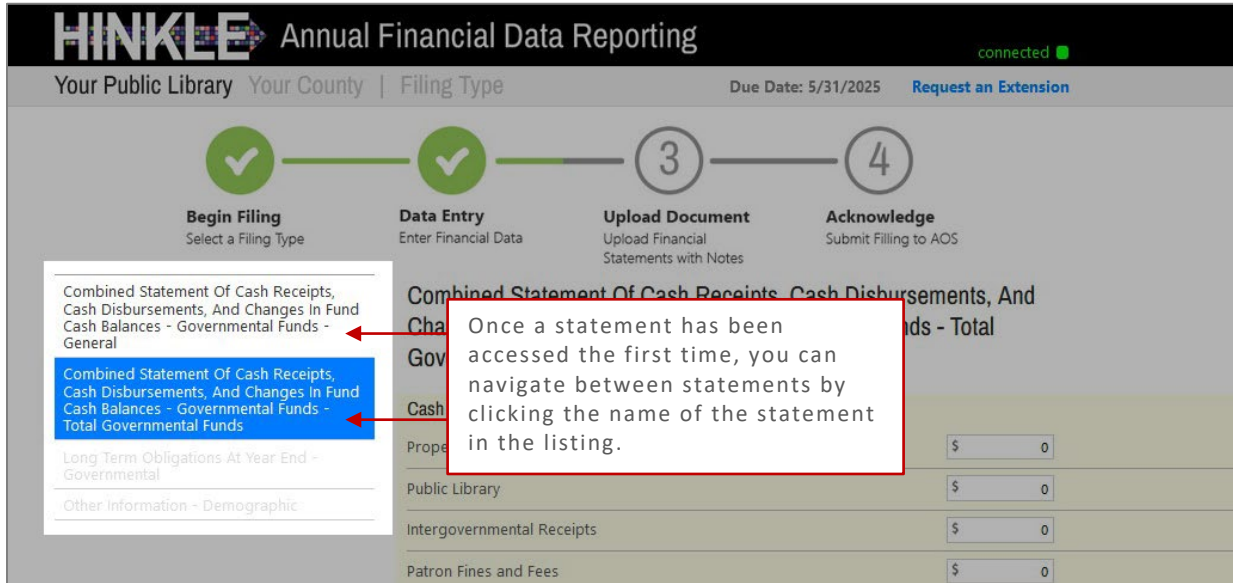 HINKLE Annual Financial Data Reporting
connected
Your Public Library Your County | Filing Type Due Date: 5/31/2025 Request an Extension
3 4
Begin Filing Data Entry Upload Document Acknowledge
Select a Filing Type Enter Financial Data Upload Financial Submit Filling to AOS
Statements with Notes
Combined Statement Of Cash Receipts,
Cash Disbursements, And Changes In Fund
Cash Balances - Governmental Funds -
General
Combined Statement Of Cash Receipts,
Cash Disbursements, And Changes In Fund
Cash Balances - Governmental Funds -
Total Governmental Funds
Long Term Obligations At Year End -
Governmental
Other Information - Demographic
Combined Statement Of Cash Receipts, Cash Disbursements, And
Cha nds - Total
Gov
Once a statement has been
accessed the first time, you can
navigate between statements by
clicking the name of the statement
in the listing.
Cash
Prope $ 0
Public Library $ 0
Intergovernmental Receipts $ 0
Patron Fines and Fees $ 0